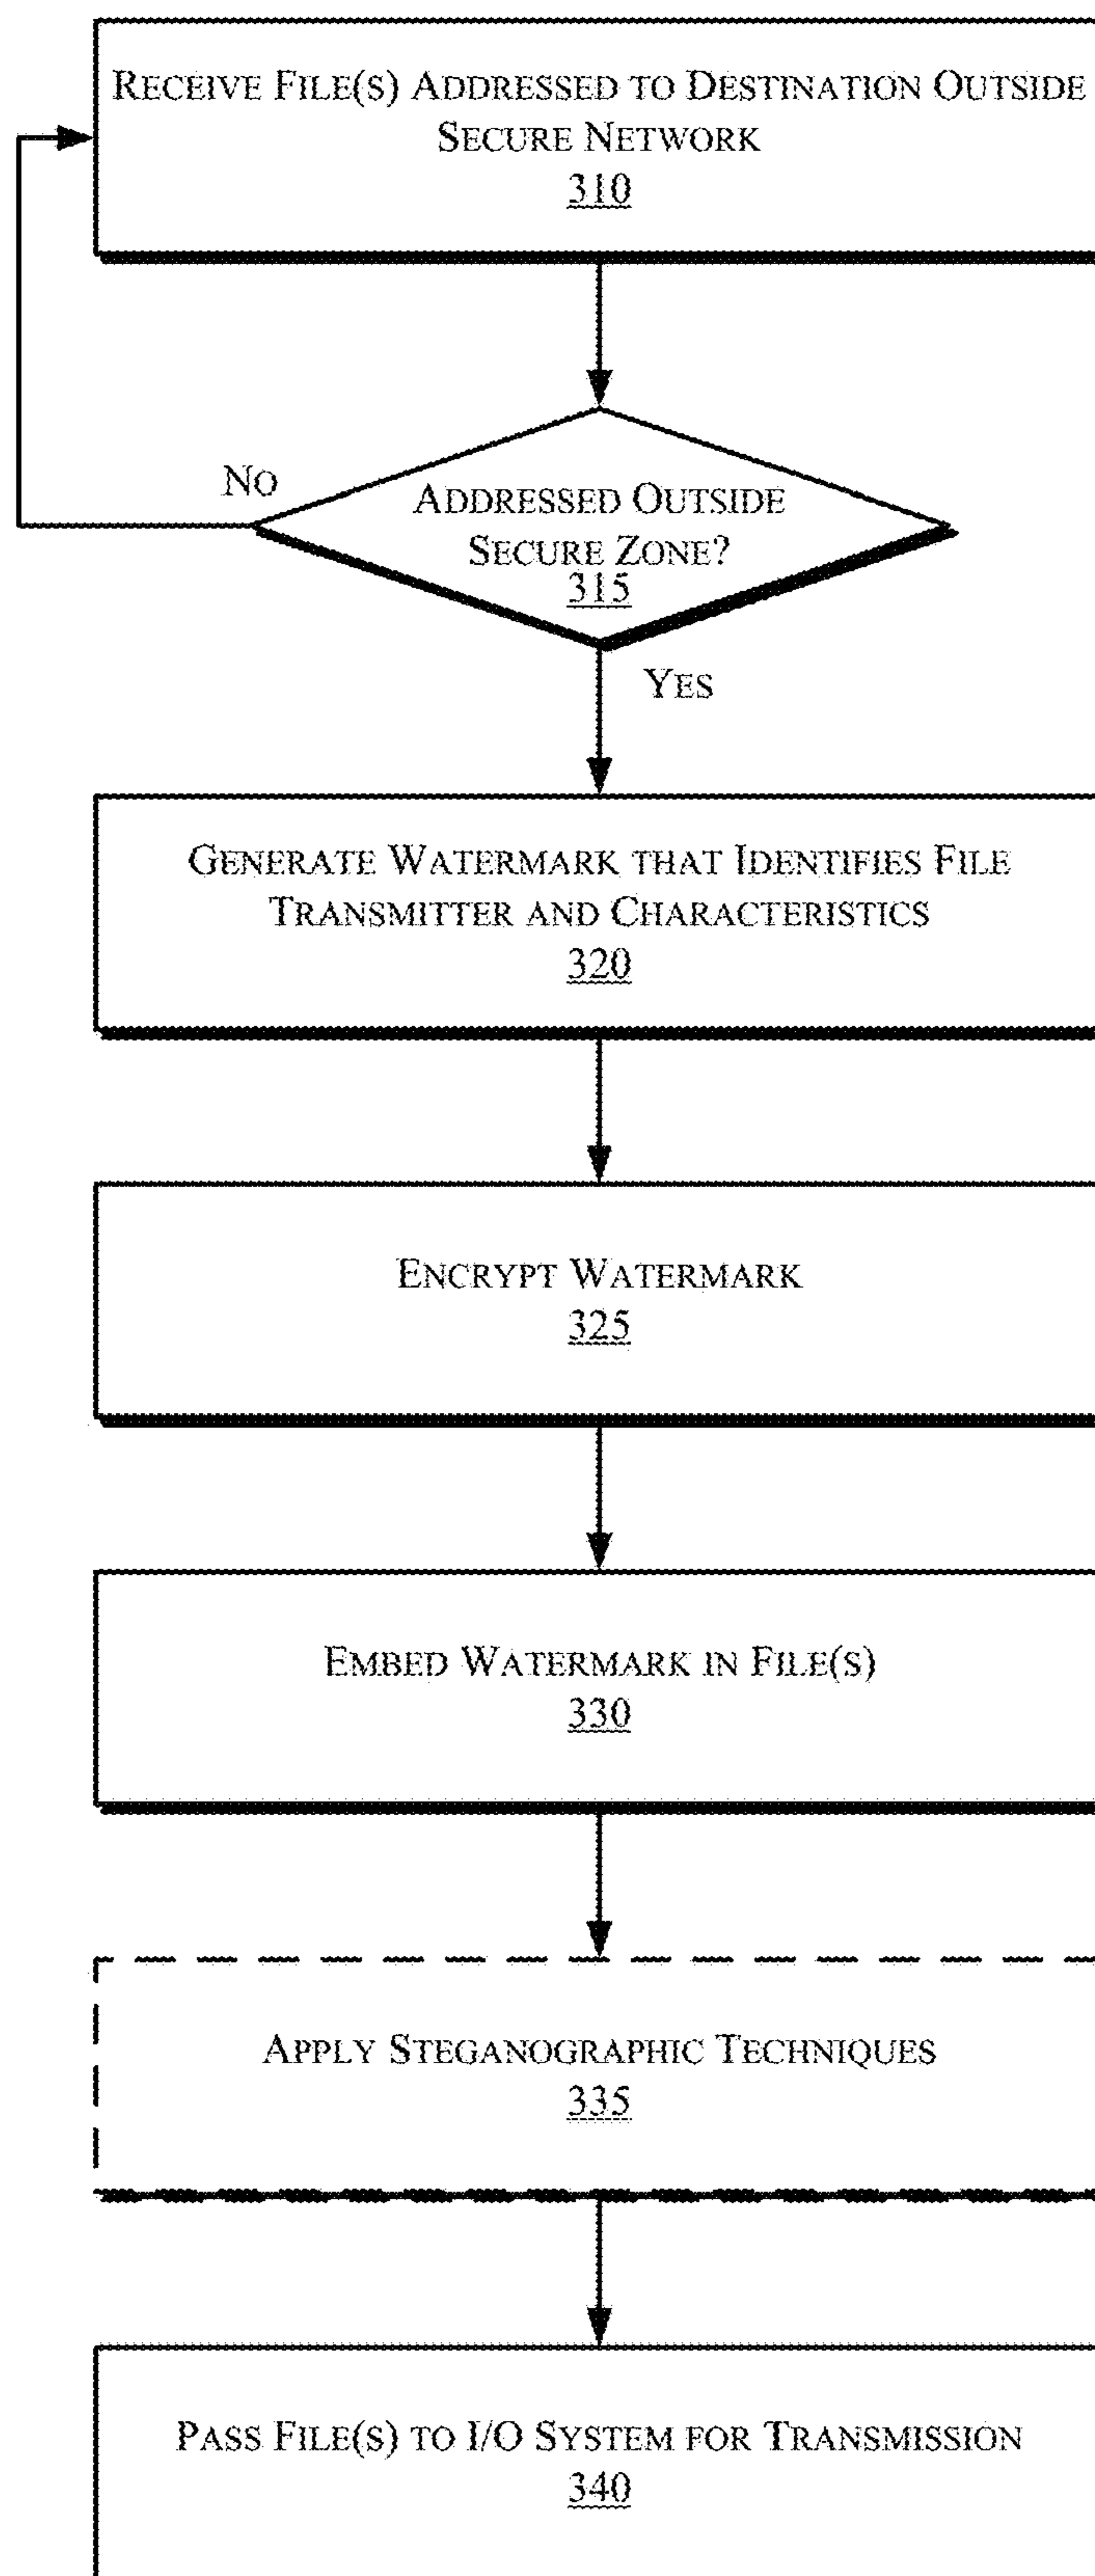 RECEIVE FILE(S) ADDRESSED TO DESTINATION OUTSIDE
SECURE NETWORK
310
NO
ADDRESSED OUTSIDE
SECURE ZONE?
315
YES
GENERATE WATERMARK THAT IDENTIFIES FILE
TRANSMITTER AND CHARACTERISTICS
320
ENCRYPT WATERMARK
325
EMBED WATERMARK IN FILE(S)
330
APPLY STEGANOGRAPHIC TECHNIQUES
335
PASS FILE(S) TO I/O SYSTEM FOR TRANSMISSION
340